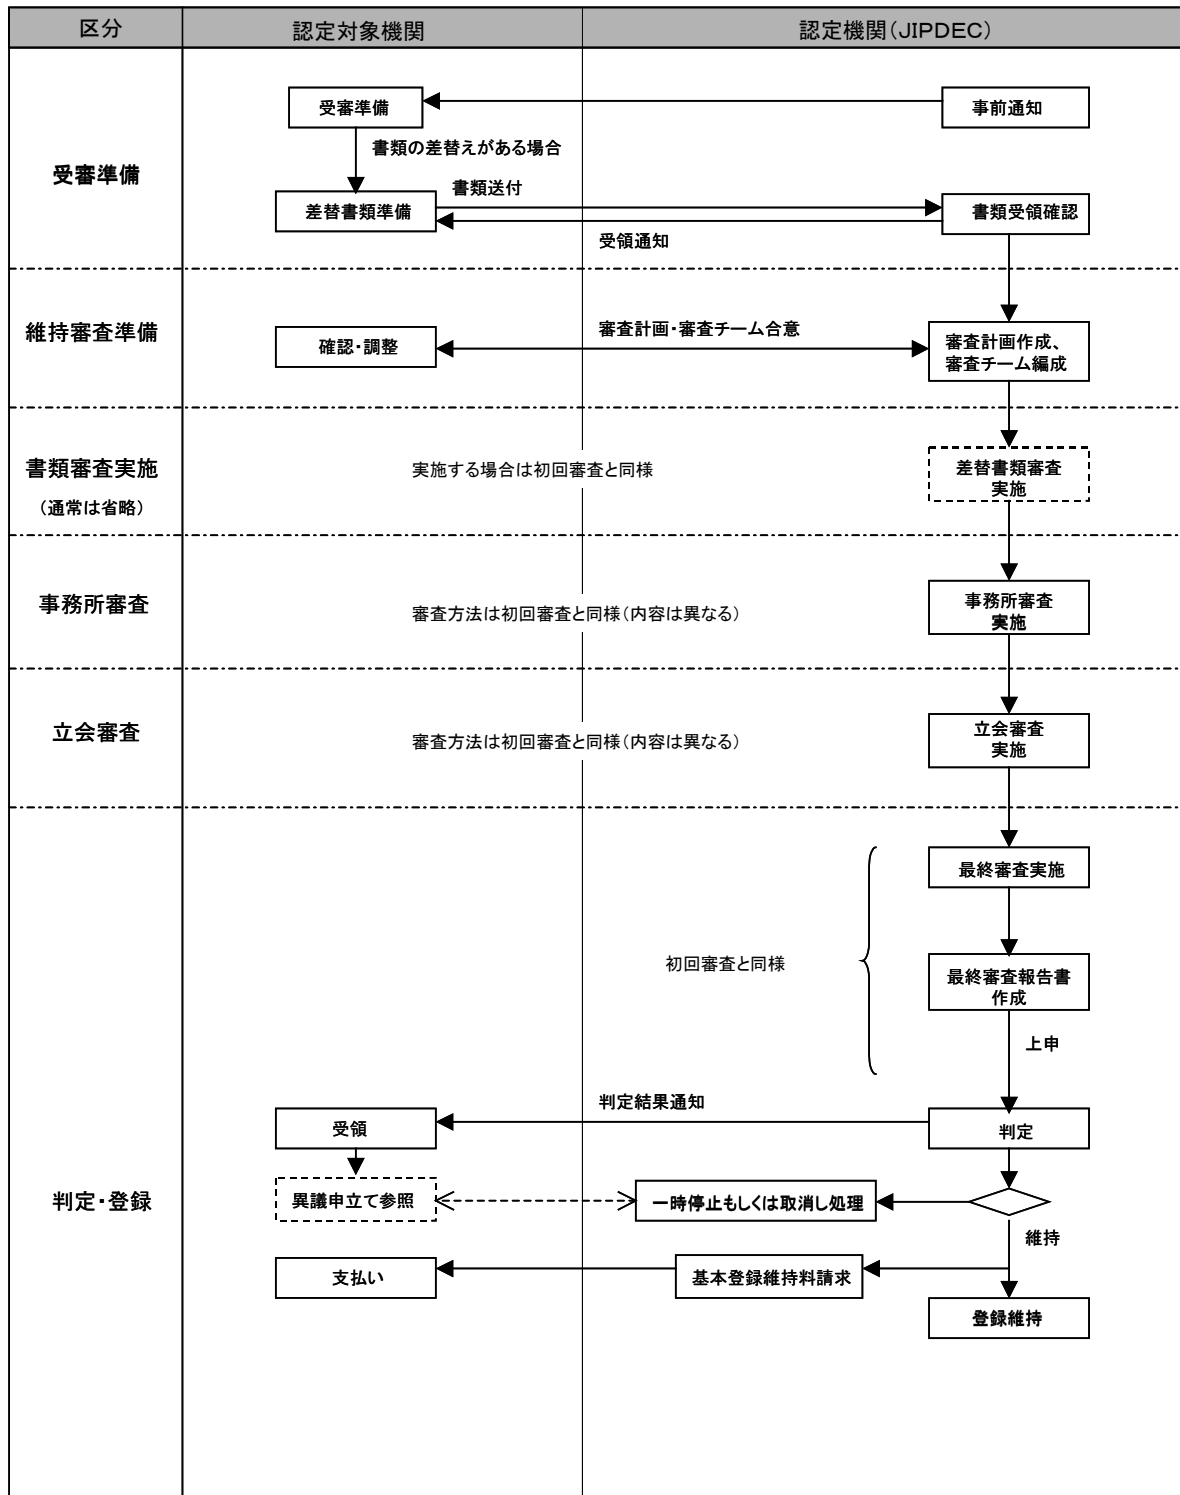 区分
認定対象機関
認定機関(JIPDEC)
受審準備
受審準備
事前通知
書類の差替えがある場合
差替書類準備
書類送付
書類受領確認
受領通知
維持審査準備
確認・調整
審査計画・審査チーム合意
審査計画作成、
審査チーム編成
書類審査実施
(通常は省略)
実施する場合は初回審査と同様
差替書類審査
実施
事務所審査
審査方法は初回審査と同様(内容は異なる)
事務所審査
実施
立会審査
審査方法は初回審査と同様(内容は異なる)
立会審査
実施
最終審査実施
初回審査と同様
最終審査報告書
作成
上申
判定・登録
受領
判定結果通知
判定
異議申立て参照
一時停止もしくは取消し処理
維持
支払い
基本登録維持料請求
登録維持